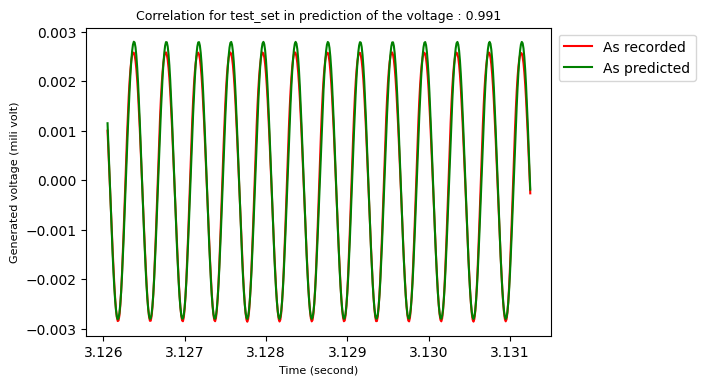 Correlation for test_set in prediction of the voltage : 0.991
As recorded
As predicted
Generated voltage (mili volt)
0.003
0.002
0.001
0.000
−0.001
−0.002
−0.003
3.126 3.127 3.128 3.129 3.130 3.131
Time (second)